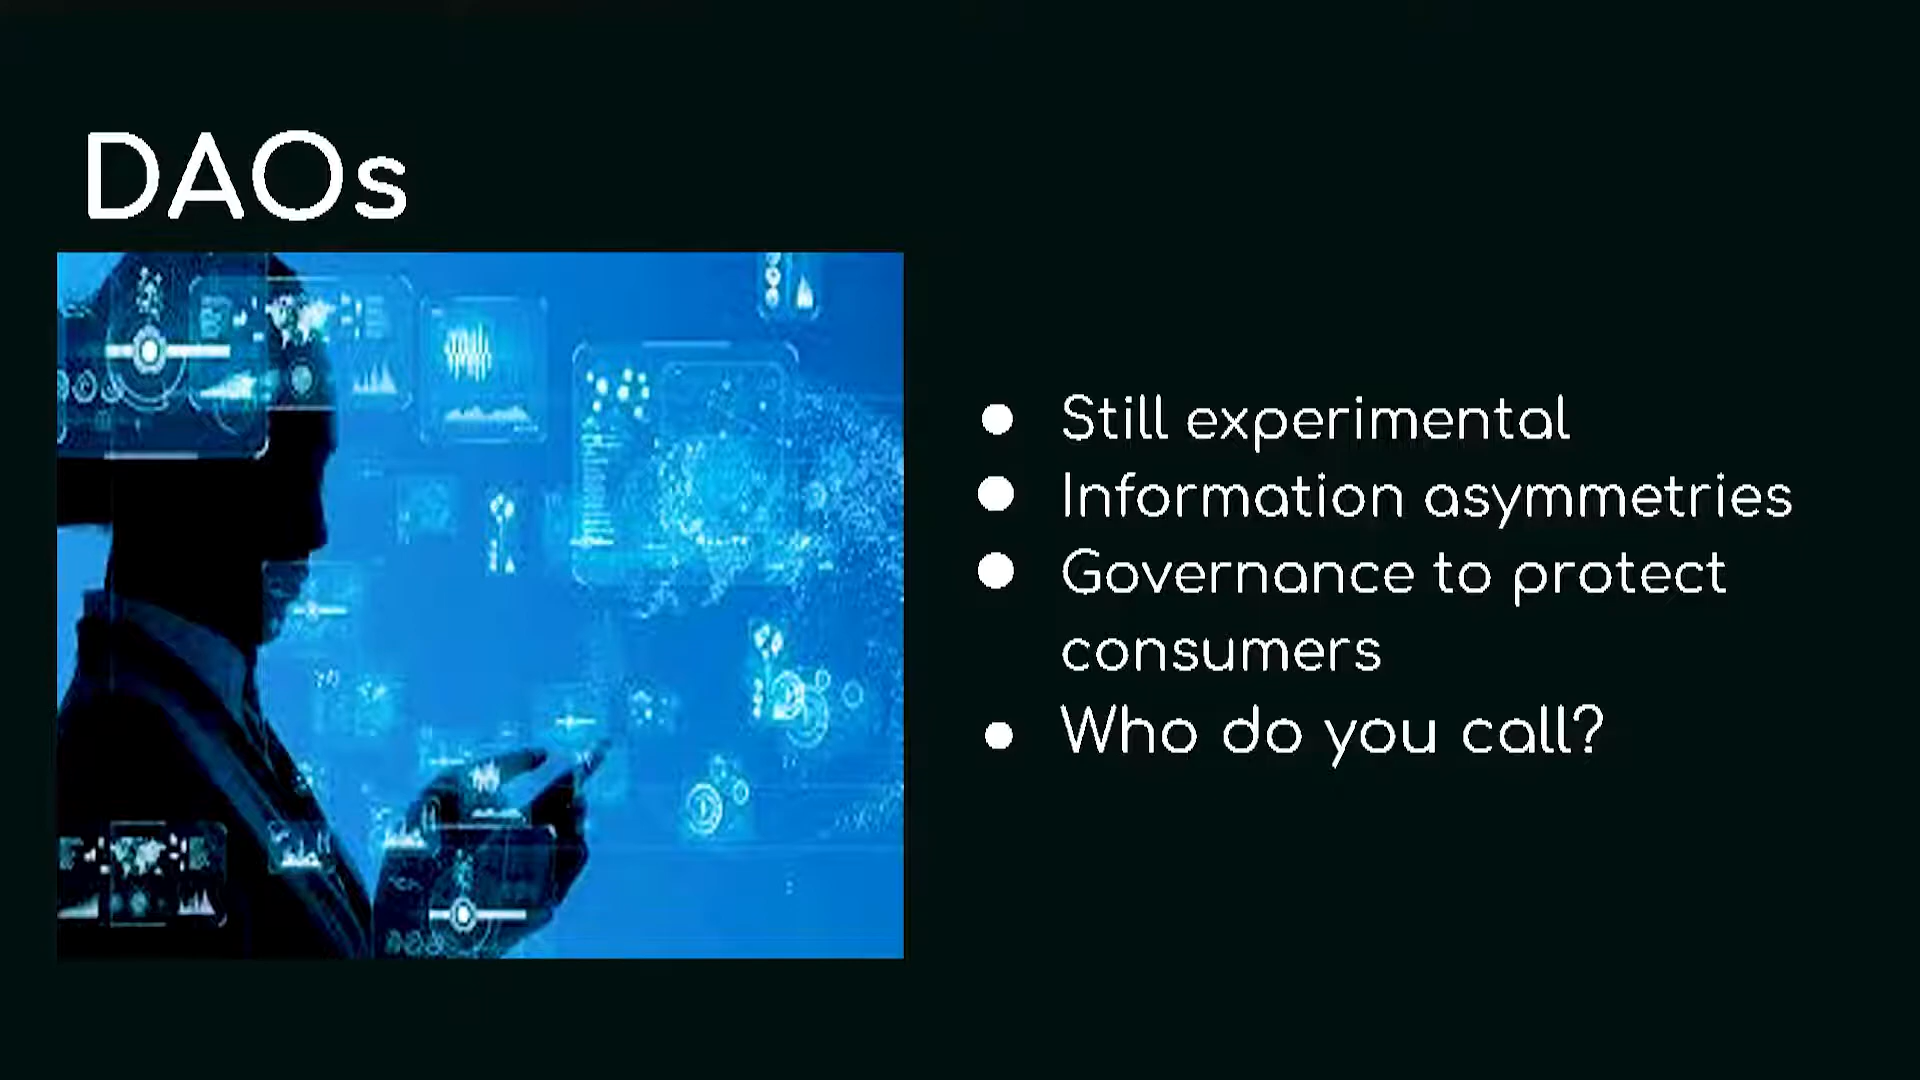 DAOs
Still experimental
Information asymmetries
Governance to protect
consumers
Who do you call?